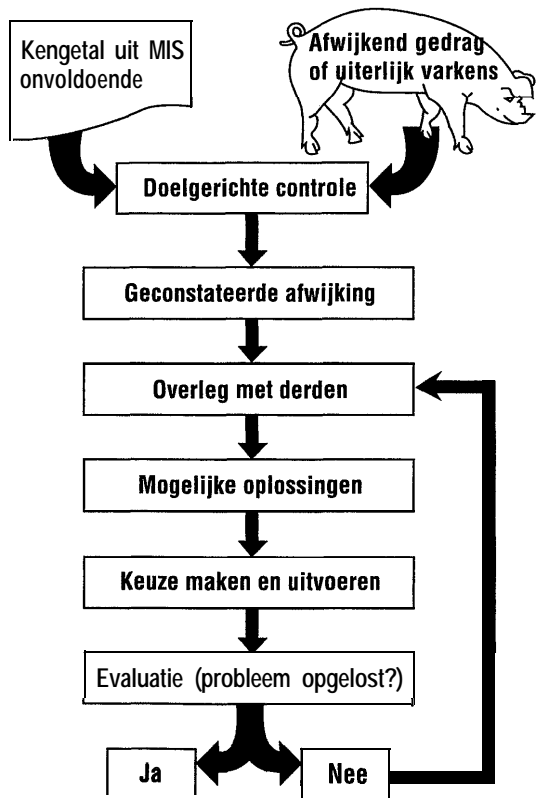 Kengetal uit MIS
onvoldoende
Afwijkend gedrag
of uiterlijk varkens
Doelgerichte controle
Geconstateerde afwijking
Overleg met derden
Mogelijke oplossingen
Keuze maken en uitvoeren
Evaluatie (probleem opgelost?)
Ja
Nee